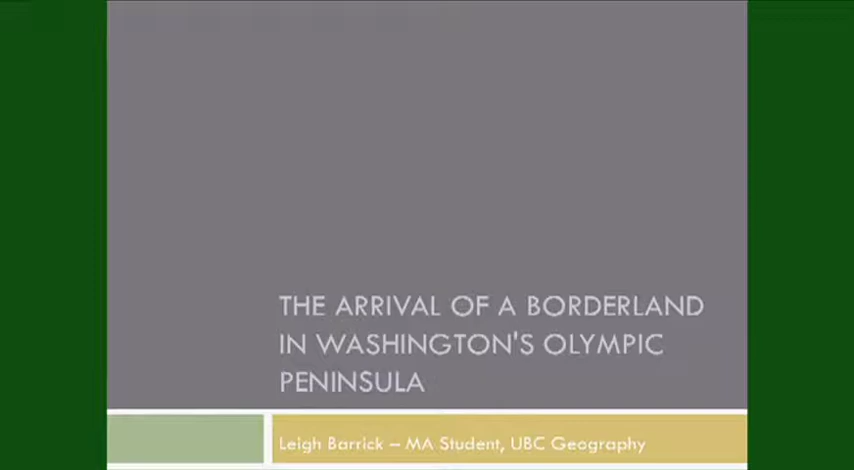 THE ARRIVAL OF A BORDERLAND
IN WASHINGTON'S OLYMPIC
PENINSULA
Leigh Barrick – MA Student, UBC Geography